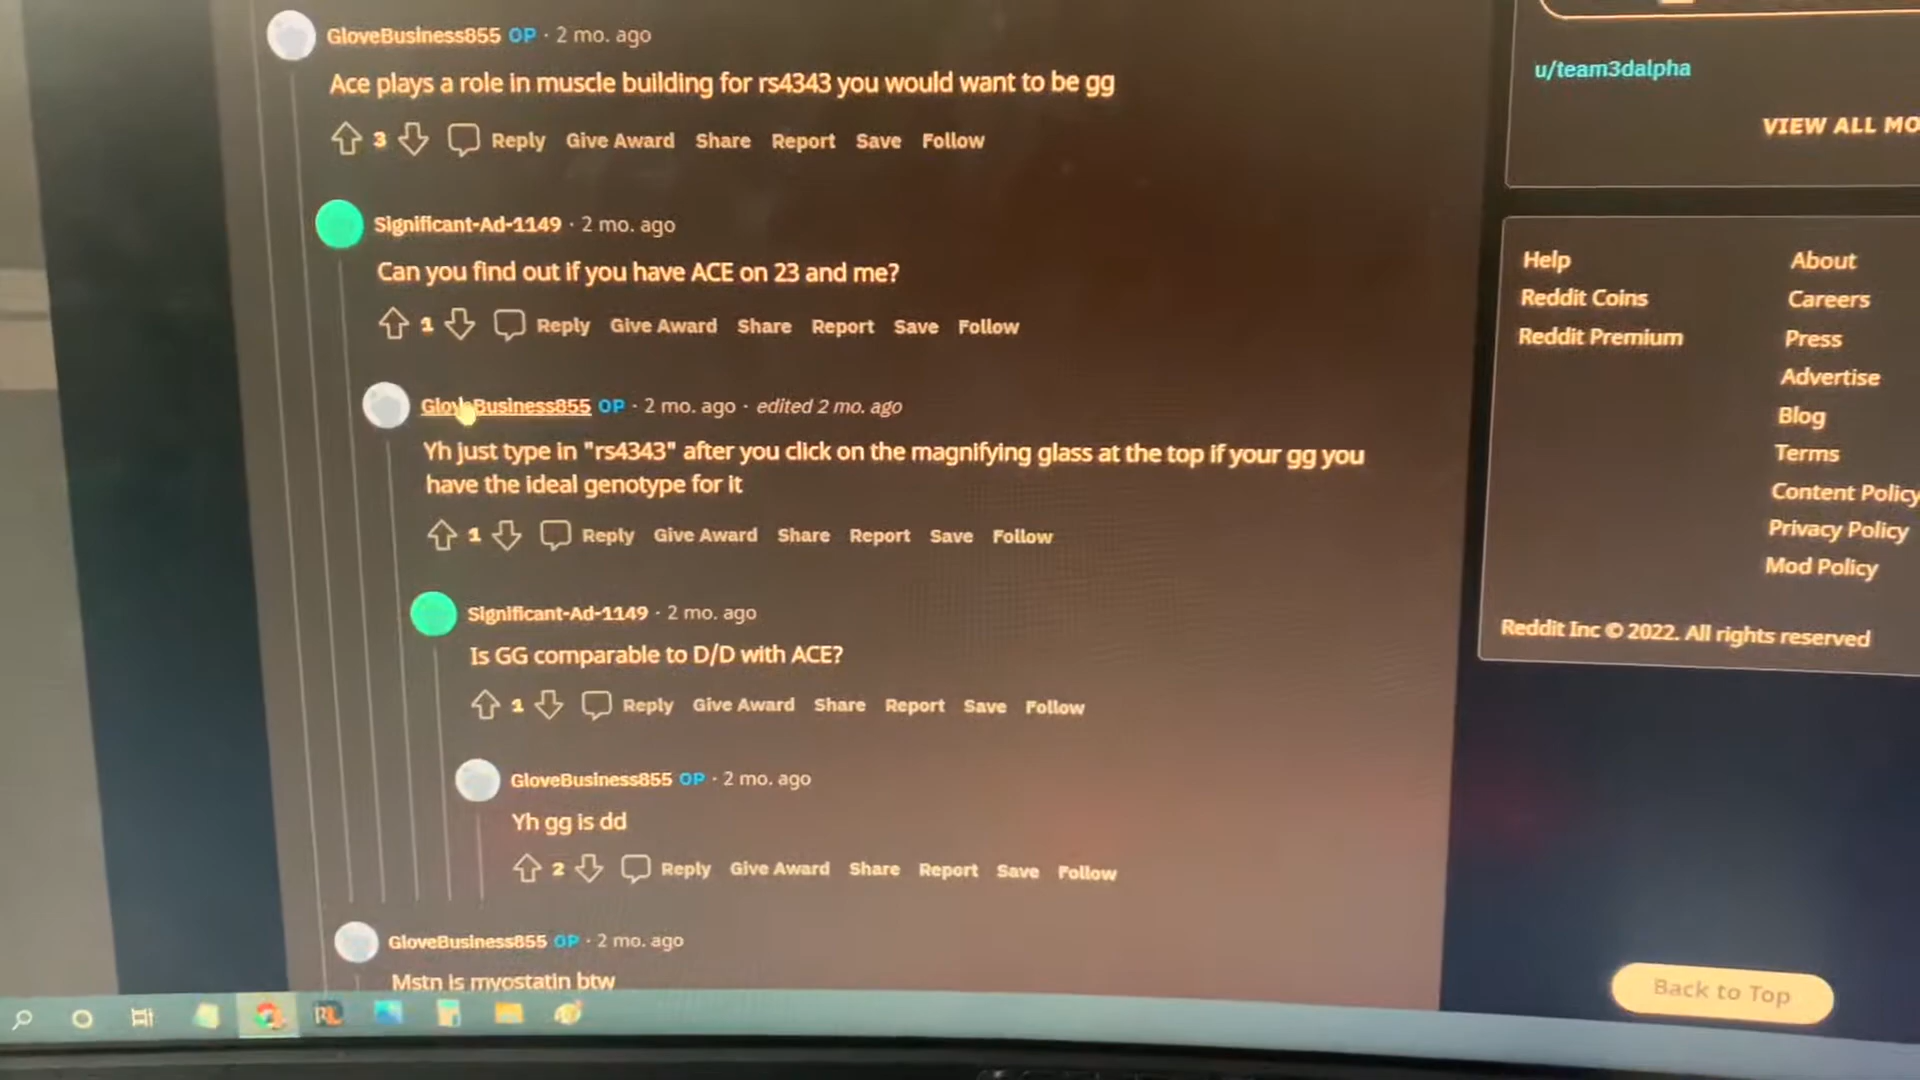 GloveBusiness855 OP · 2 mo. ago
Ace plays a role in muscle building for rs4343 you would want to be gg
3 Reply Give Award Share Report Save Follow
Significant-Ad-1149 · 2 mo. ago
Can you find out if you have ACE on 23 and me?
1 Reply Give Award Share Report Save Follow
GloveBusiness855 OP · 2 mo. ago · edited 2 mo. ago
Yh just type in "rs4343" after you click on the magnifying glass at the top if your gg you
have the ideal genotype for it
1 Reply Give Award Share Report Save Follow
Significant-Ad-1149 · 2 mo. ago
Is GG comparable to D/D with ACE?
1 Reply Give Award Share Report Save Follow
GloveBusiness855 OP · 2 mo. ago
Yh gg is dd
2 Reply Give Award Share Report Save Follow
GloveBusiness855 OP · 2 mo. ago
Mstn is myostatin btw
u/team3dalpha
VIEW ALL MO
Help About
Reddit Coins Careers
Reddit Premium Press
Advertise
Blog
Terms
Content Policy
Privacy Policy
Mod Policy
Reddit Inc © 2022. All rights reserved
Back to Top